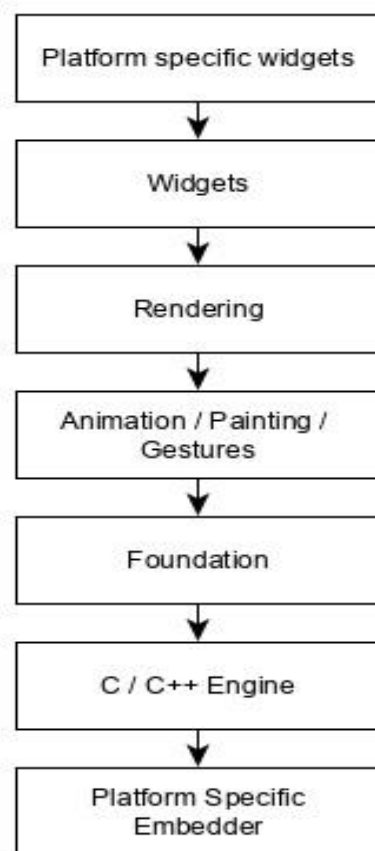 Platform specific widgets
Widgets
Rendering
Animation / Painting /
Gestures
Foundation
C / C++ Engine
Platform Specific
Embedder